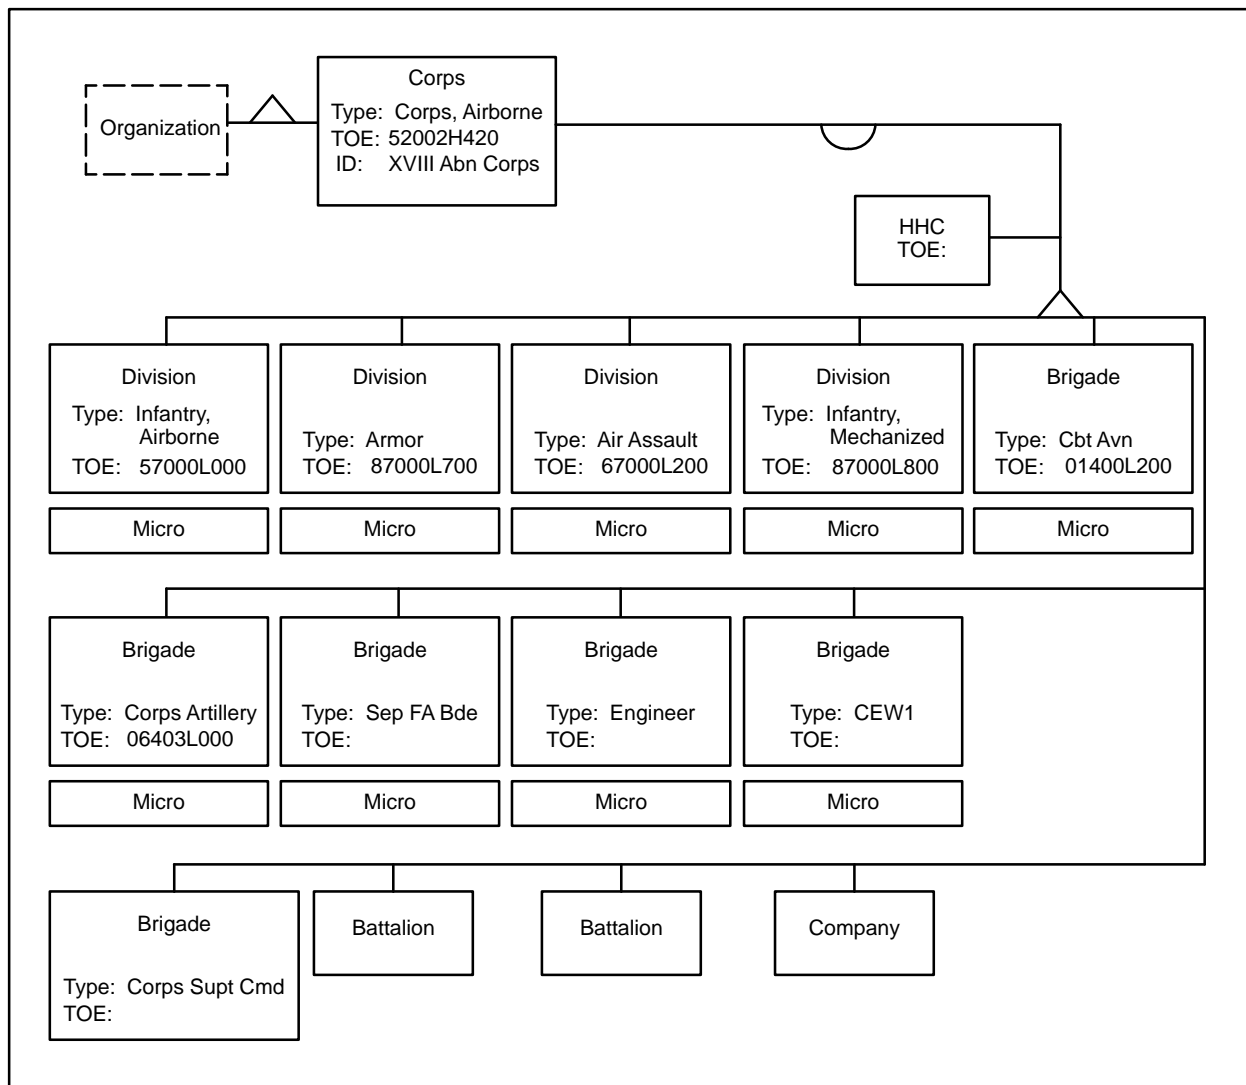 Organization
Corps
Type: Corps, Airborne
TOE: 52002H420
ID: XVIII Abn Corps
HHC
TOE:
Division
Type: Infantry,
Airborne
TOE: 57000L000
Division
Type: Armor
TOE: 87000L700
Division
Type: Air Assault
TOE: 67000L200
Division
Type: Infantry,
Mechanized
TOE: 87000L800
Brigade
Type: Cbt Avn
TOE: 01400L200
Micro
Micro
Micro
Micro
Micro
Brigade
Type: Corps Artillery
TOE: 06403L000
Brigade
Type: Sep FA Bde
TOE:
Brigade
Type: Engineer
TOE:
Brigade
Type: CEW1
TOE:
Micro
Micro
Micro
Micro
Brigade
Type: Corps Supt Cmd
TOE:
Battalion
Battalion
Company